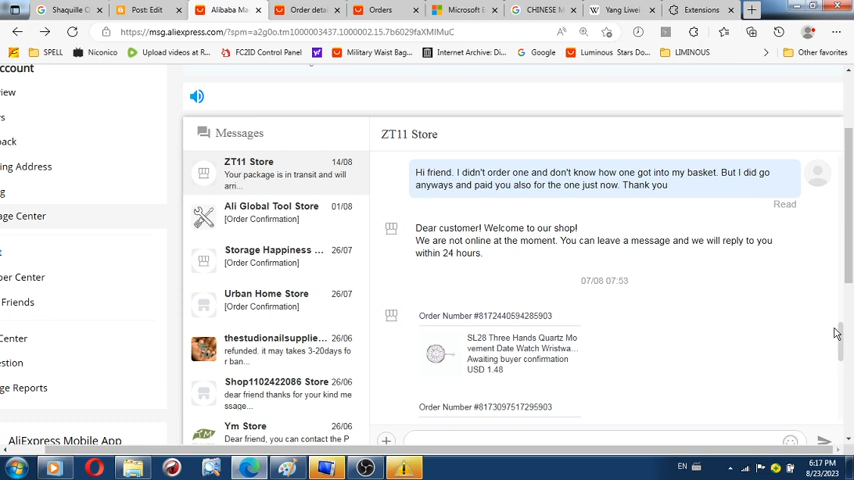 Shaquille O
Post: Edit
Alibaba Ma
Order detai
Orders
Microsoft B
CHINESE M
Yang Liwei
Extensions
https://msg.aliexpress.com/?spm=a2g0o.tm1000003437.1000002.15.7b6029faXMIMuC
SPELL
Niconico
Upload videos at R...
FC2ID Control Panel
Military Waist Bag...
Internet Archive: Di...
Google
Luminous Stars Do...
LIMINOUS
Other favorites
ccount
view
rs
back
ing Address
g
age Center
t
per Center
Friends
Center
estion
ge Reports
AliExpress Mobile App
Messages
ZT11 Store
14/08
Your package is in transit and will
arri...
Ali Global Tool Store
01/08
[Order Confirmation]
Storage Happiness ...
26/07
[Order Confirmation]
Urban Home Store
26/07
[Order Confirmation]
thestudionailsupplie...
26/06
refunded. it may takes 3-20days fo
r ban...
Shop1102422086 Store
26/06
dear friend thanks for your kind me
ssage...
Ym Store
26/06
Dear friend, you can contact the P
ZT11 Store
Hi friend. I didn't order one and don't know how one got into my basket. But I did go
anyways and paid you also for the one just now. Thank you
Read
Dear customer! Welcome to our shop!
We are not online at the moment. You can leave a message and we will reply to you
within 24 hours.
07/08 07:53
Order Number #8172440594285903
SL28 Three Hands Quartz Mo
vement Date Watch Wristwa...
Awaiting buyer confirmation
USD 1.48
Order Number #8173097517295903
EN
6:17 PM
8/23/2023